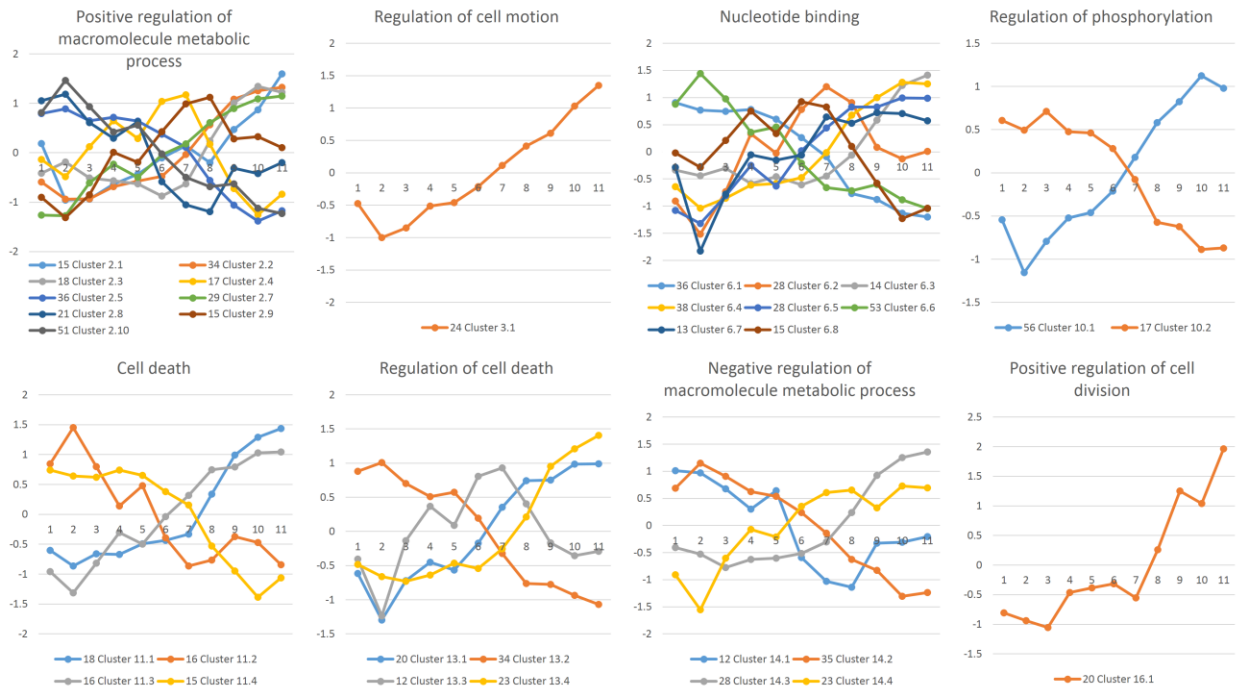 Positive regulation of
macromolecule metabolic
process
2
1
0
1 2 3 4 5 6 7 8 9 10 11
-1
-2
15 Cluster 2.1 34 Cluster 2.2
18 Cluster 2.3 17 Cluster 2.4
36 Cluster 2.5 29 Cluster 2.7
21 Cluster 2.8 15 Cluster 2.9
51 Cluster 2.10
Regulation of cell motion
2
1.5
1
0.5
0
1 2 3 4 5 6 7 8 9 10 11
-0.5
-1
-1.5
-2
24 Cluster 3.1
Nucleotide binding
2
1.5
1
0.5
0
1 2 3 4 5 6 7 8 9 10 11
-0.5
-1
-1.5
-2
36 Cluster 6.1 28 Cluster 6.2 14 Cluster 6.3
38 Cluster 6.4 28 Cluster 6.5 53 Cluster 6.6
13 Cluster 6.7 15 Cluster 6.8
Regulation of phosphorylation
1.5
1
0.5
0
1 2 3 4 5 6 7 8 9 10 11
-0.5
-1
-1.5
56 Cluster 10.1 17 Cluster 10.2
Cell death
2
1.5
1
0.5
0
1 2 3 4 5 6 7 8 9 10 11
-0.5
-1
-1.5
-2
18 Cluster 11.1 16 Cluster 11.2
16 Cluster 11.3 15 Cluster 11.4
Regulation of cell death
2
1.5
1
0.5
0
1 2 3 4 5 6 7 8 9 10 11
-0.5
-1
-1.5
20 Cluster 13.1 34 Cluster 13.2
12 Cluster 13.3 23 Cluster 13.4
Negative regulation of
macromolecule metabolic process
2
1.5
1
0.5
0
1 2 3 4 5 6 7 8 9 10 11
-0.5
-1
-1.5
-2
12 Cluster 14.1 35 Cluster 14.2
28 Cluster 14.3 23 Cluster 14.4
Positive regulation of cell
division
2.5
2
1.5
1
0.5
0
1 2 3 4 5 6 7 8 9 10 11
-0.5
-1
-1.5
20 Cluster 16.1